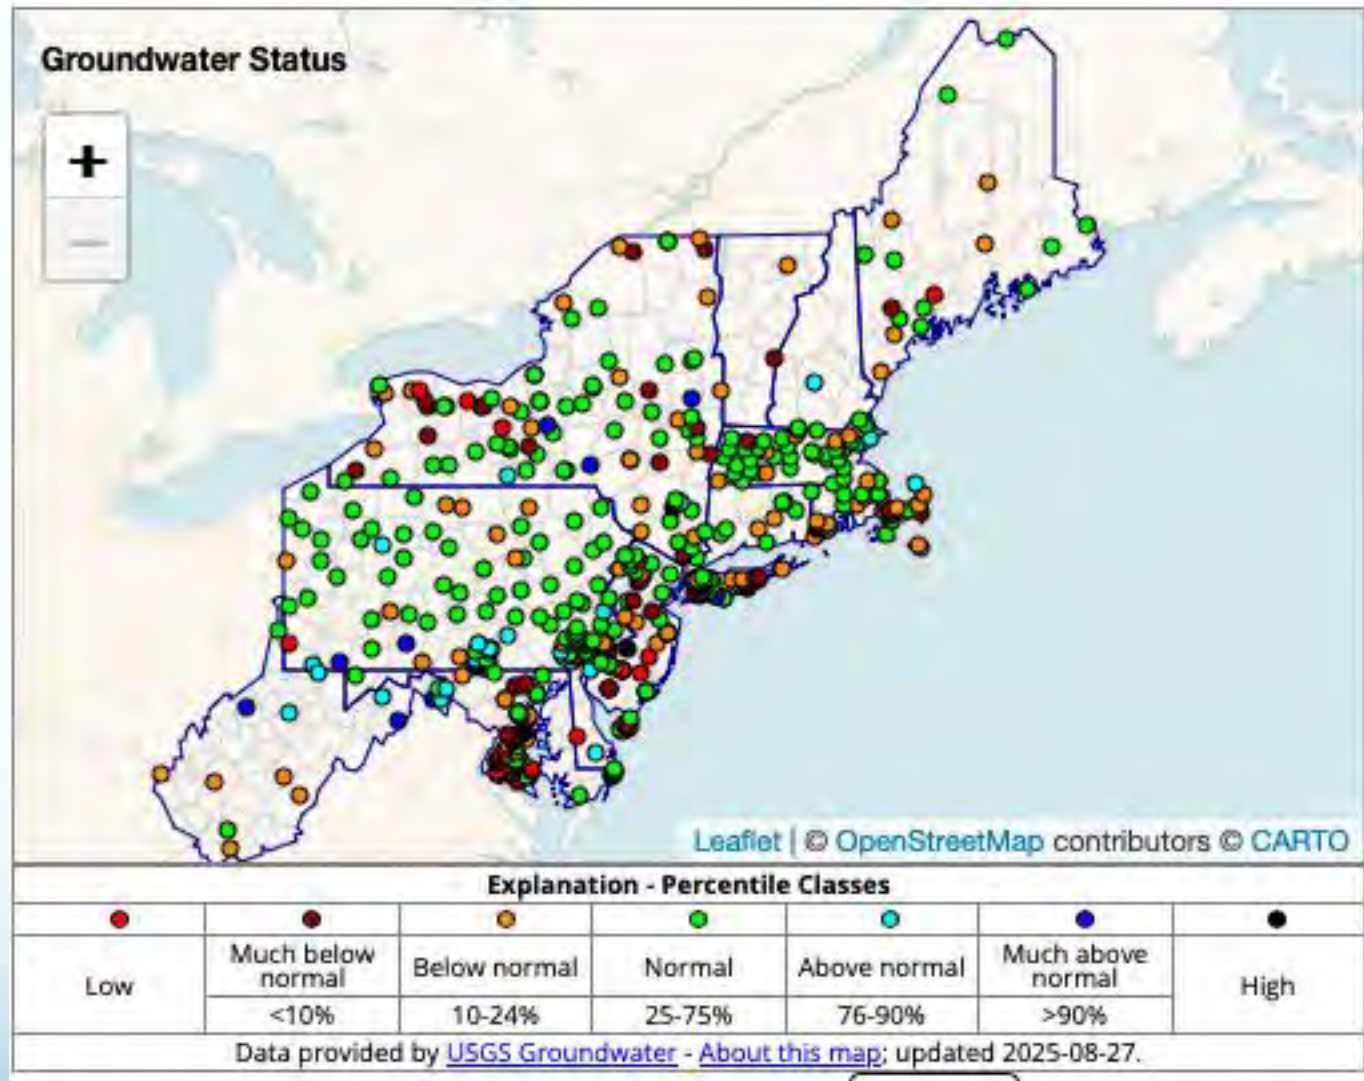 Groundwater Status
+
−
Leaflet | © OpenStreetMap contributors © CARTO
Explanation - Percentile Classes
Low
Much below normal
Below normal
Normal
Above normal
Much above normal
High
<10%
10-24%
25-75%
76-90%
>90%
Data provided by USGS Groundwater - About this map; updated 2025-08-27.